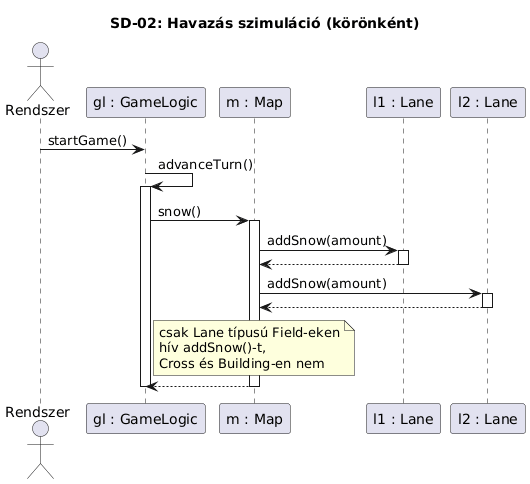 SD-02: Havazás szimuláció (körönként)
Rendszer
gl : GameLogic
m : Map
l1 : Lane
l2 : Lane
startGame()
advanceTurn()
snow()
addSnow(amount)
addSnow(amount)
csak Lane típusú Field-eken
hív addSnow()-t,
Cross és Building-en nem
Rendszer
gl : GameLogic
m : Map
l1 : Lane
l2 : Lane